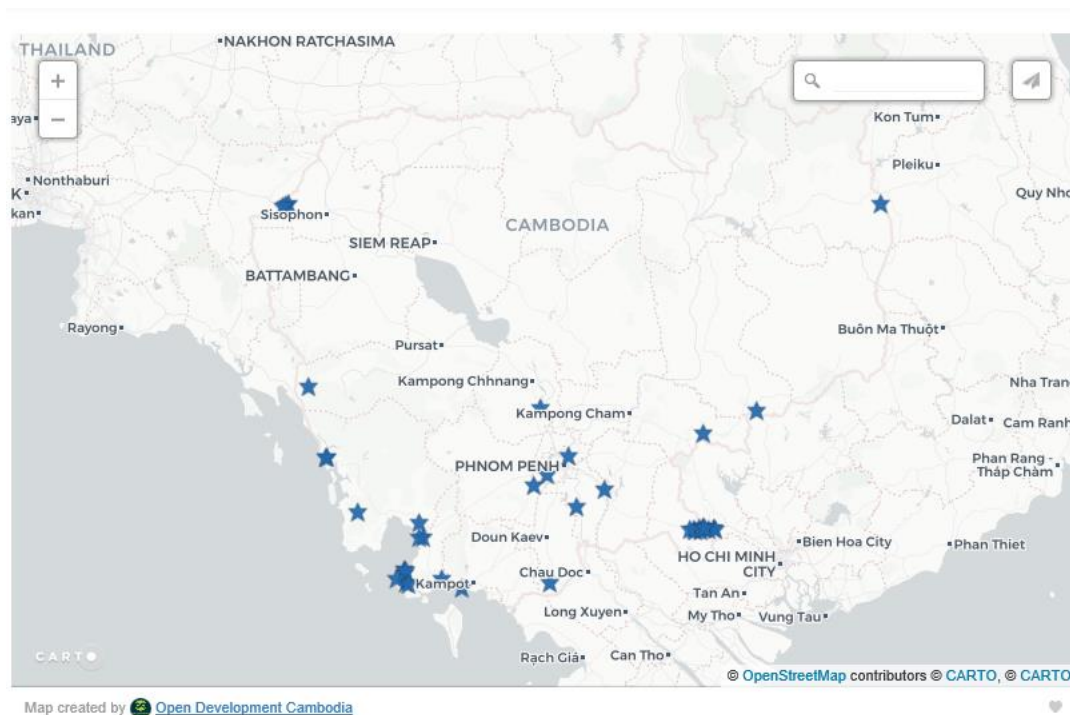 THAILAND
NAKHON RATCHASIMA
+
−
Kon Tum
aya
Pleiku
Nonthaburi
K
kan
Quy Nho
Sisophon
CAMBODIA
SIEM REAP
BATTAMBANG
Rayong
Buôn Ma Thuột
Pursat
Kampong Chhnang
Nha Tran
Kampong Cham
Dalat
Cam Ranh
PHNOM PENH
Phan Rang -
Tháp Chàm
Doun Kaev
Bien Hoa City
Phan Thiet
HO CHI MINH
CITY
Chau Doc
Kampot
Tan An
Long Xuyen
My Tho
Vung Tau
Rạch Giá
Can Tho
CARTO
© OpenStreetMap contributors © CARTO, © CARTO
Map created by Open Development Cambodia